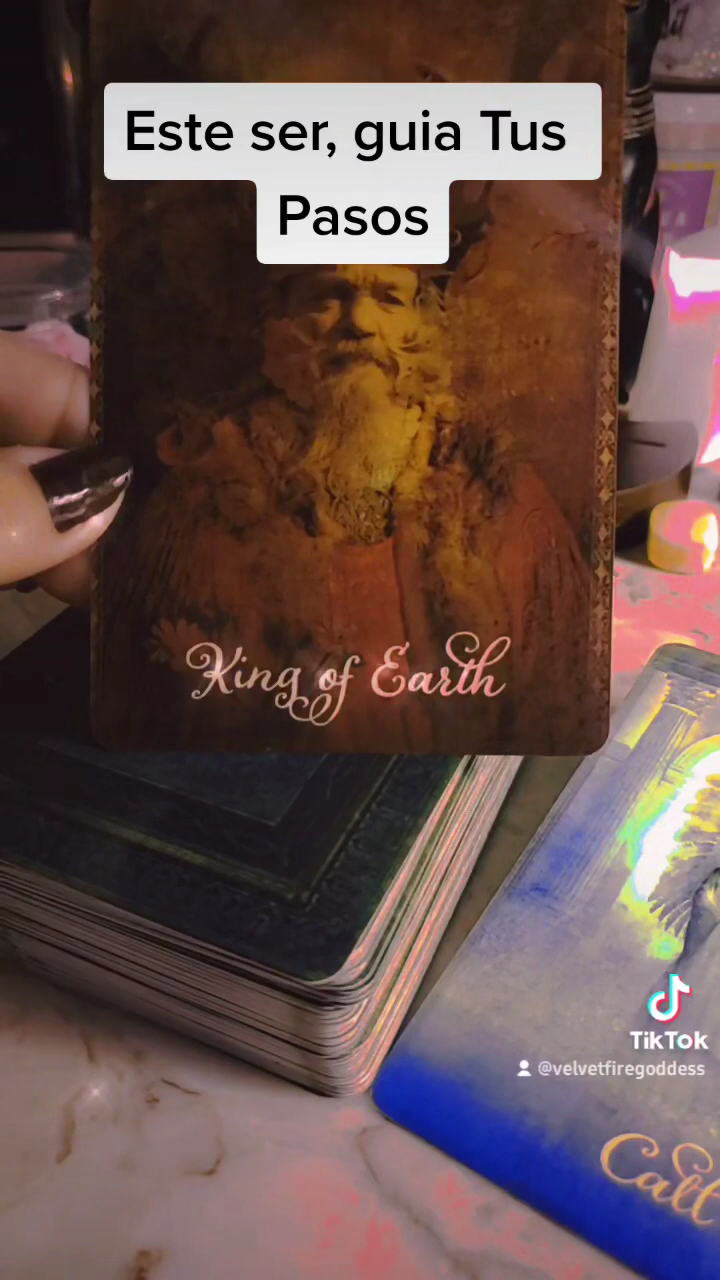 Este ser, guia Tus
Pasos
King of Earth
TikTok
@velvetfiregoddess